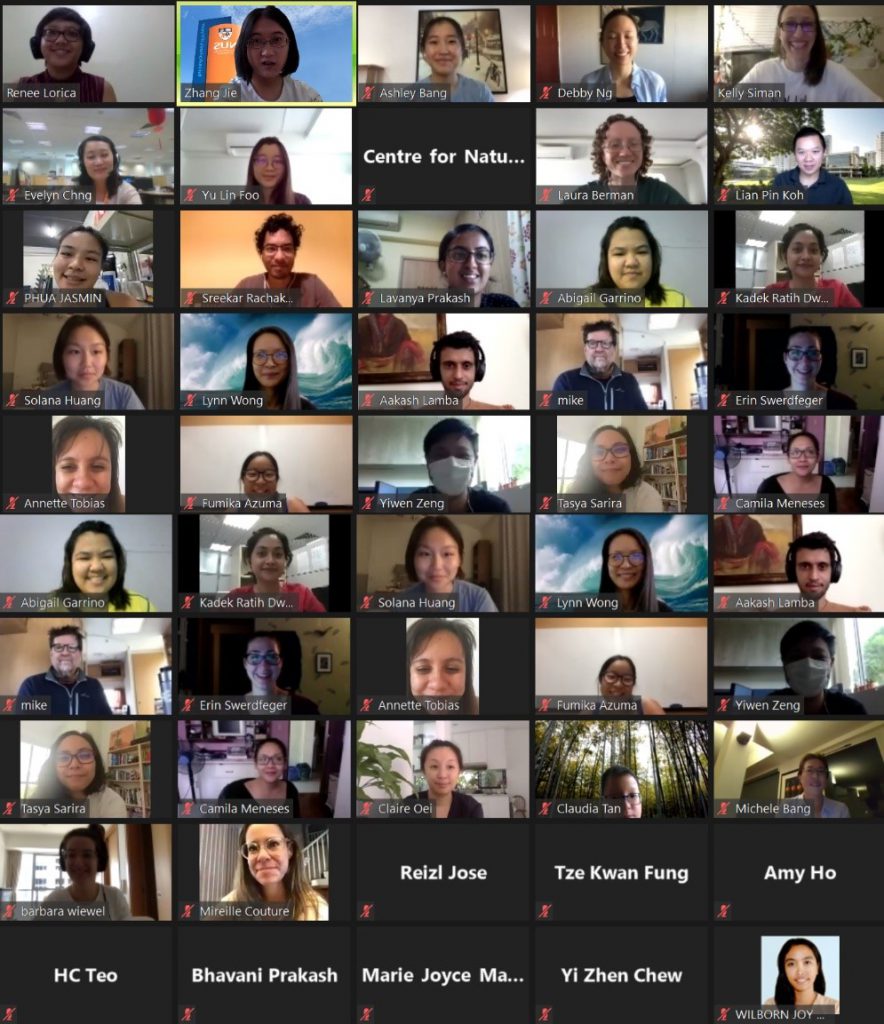 Renee Lorica
Zhang Jie
Ashley Bang
Debby Ng
Kelly Siman
Evelyn Chng
Yu Lin Foo
Centre for Natu...
Laura Berman
Lian Pin Koh
PHUA JASMIN
Sreekar Rachak...
Lavanya Prakash
Abigail Garrino
Kadek Ratih Dw...
Solana Huang
Lynn Wong
Aakash Lamba
mike
Erin Swerdfeger
Annette Tobias
Fumika Azuma
Yiwen Zeng
Tasya Sarira
Camila Meneses
Abigail Garrino
Kadek Ratih Dw...
Solana Huang
Lynn Wong
Aakash Lamba
mike
Erin Swerdfeger
Annette Tobias
Fumika Azuma
Yiwen Zeng
Tasya Sarira
Camila Meneses
Claire Oei
Claudia Tan
Michele Bang
barbara wiewel
Mireille Couture
Reizl Jose
Tze Kwan Fung
Amy Ho
HC Teo
Bhavani Prakash
Marie Joyce Ma...
Yi Zhen Chew
WILBORN JOY ...